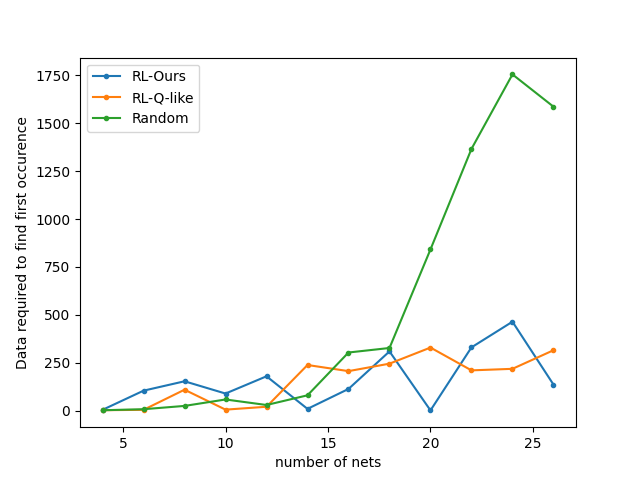 RL-Ours
RL-Q-like
Random
Data required to find first occurence
1750
1500
1250
1000
750
500
250
0
5
10
15
20
25
number of nets